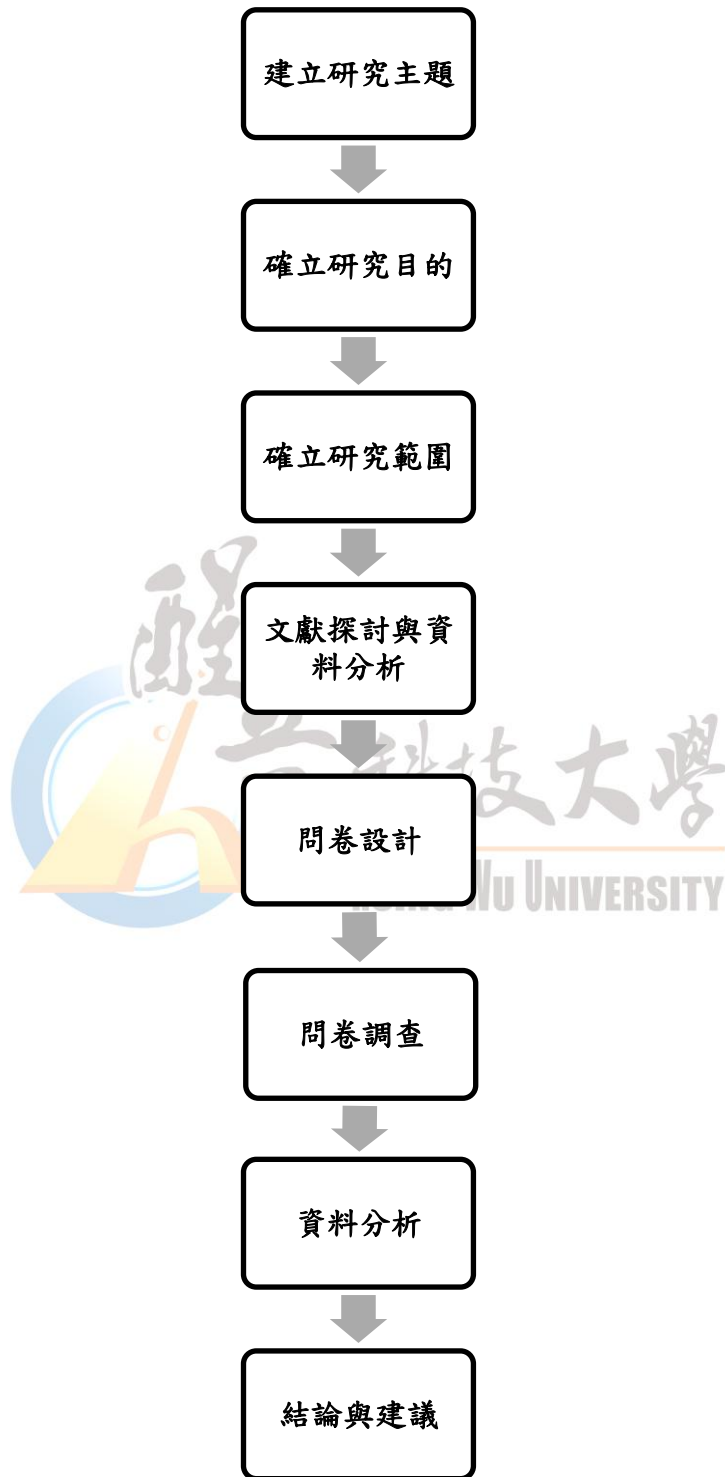 建立研究主題
確立研究目的
確立研究範圍
文獻探討與資
料分析
科技大學
問卷設計
WU UNIVERSITY
問卷調查
資料分析
結論與建議